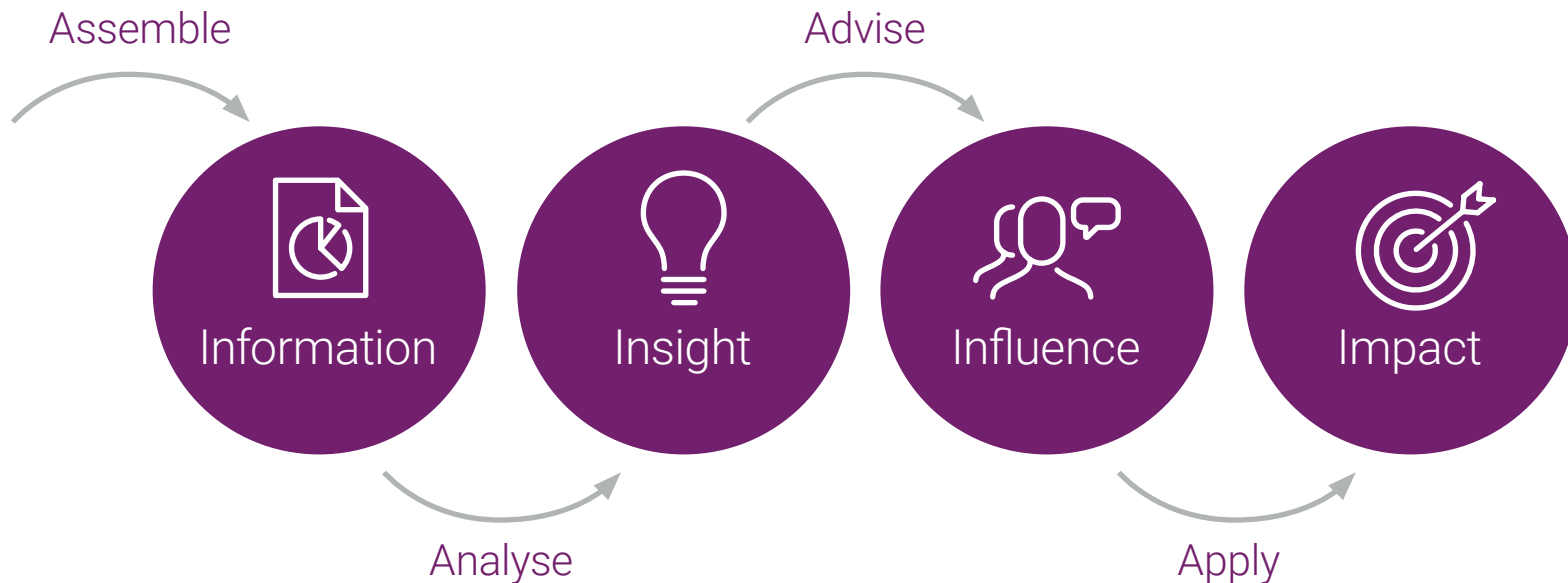 Assemble
Advise
Information
Insight
Influence
Impact
Analyse
Apply